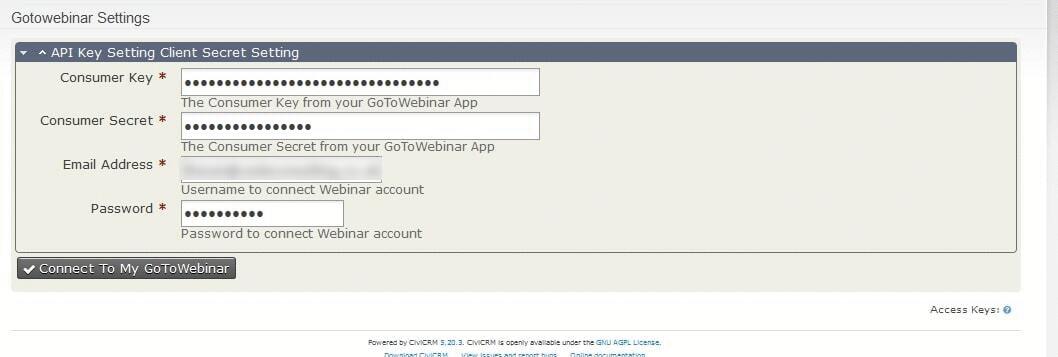 Gotowebinar Settings
API Key Setting Client Secret Setting
Consumer Key *
••••••••••••••••••••••••••••••••
The Consumer Key from your GoToWebinar App
Consumer Secret *
••••••••••••••••
The Consumer Secret from your GoToWebinar App
Email Address *
Username to connect Webinar account
Password *
••••••••••
Password to connect Webinar account
Connect To My GoToWebinar
Access Keys: ?
Powered by CiviCRM 5.20.3. CiviCRM is openly available under the GNU AGPL License.
Download CiviCRM View issues and report bugs Online documentation